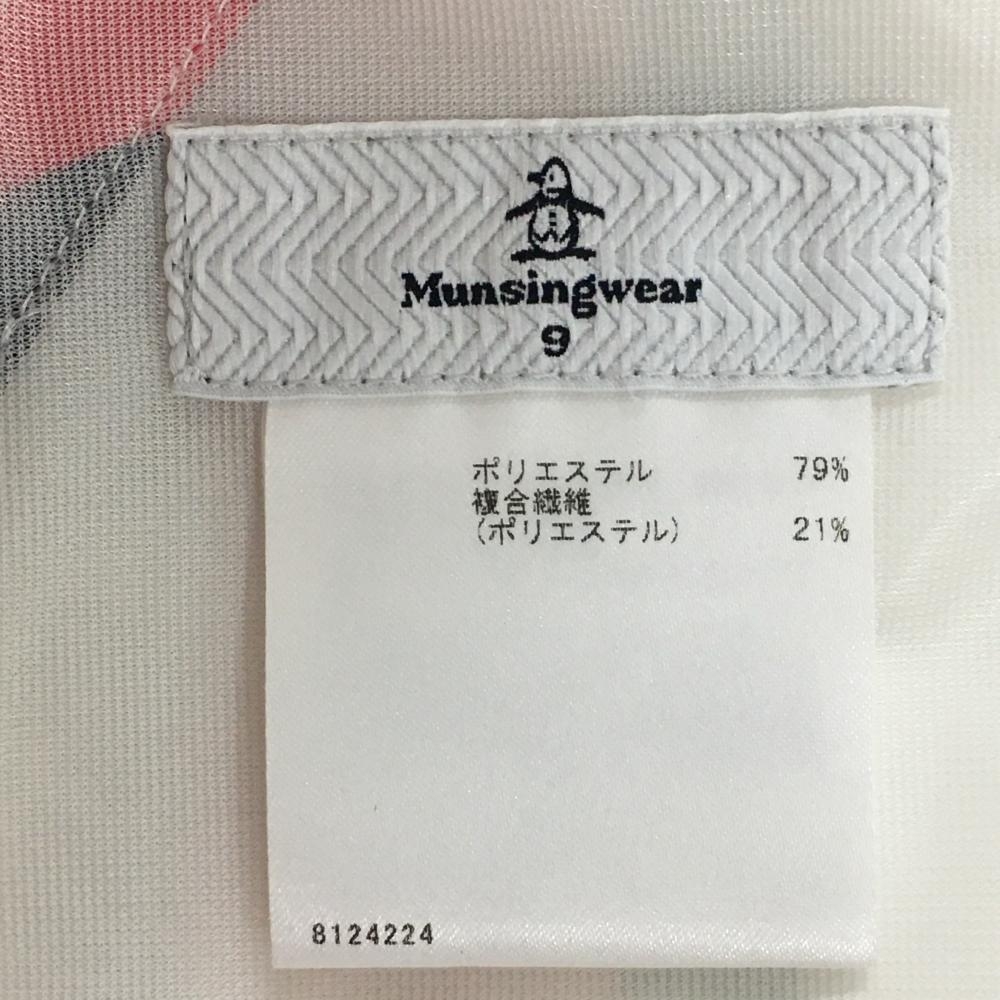 Munsingwear
9
ポリエステル 79%
複合繊維
(ポリエステル) 21%
8124224